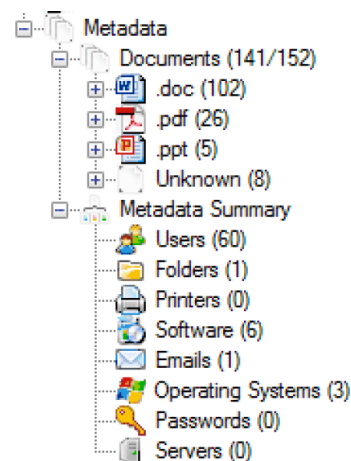 Metadata
Documents (141/152)
.doc (102)
.pdf (26)
.ppt (5)
Unknown (8)
Metadata Summary
Users (60)
Folders (1)
Printers (0)
Software (6)
Emails (1)
Operating Systems (3)
Passwords (0)
Servers (0)